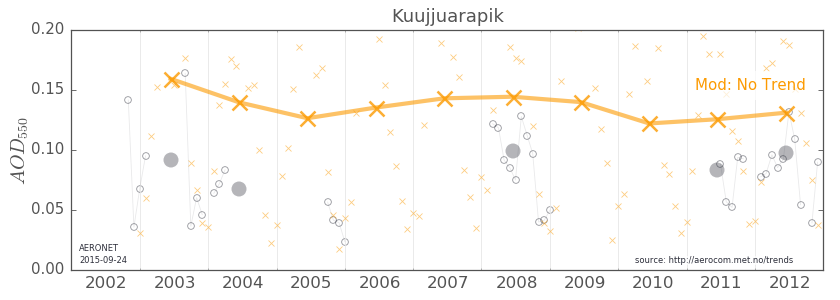 Kuujjuarapik
0.20
0.15
0.10
0.05
0.00
AOD550
Mod: No Trend
AERONET
2015-09-24
source: http://aerocom.met.no/trends
2002 2003 2004 2005 2006 2007 2008 2009 2010 2011 2012